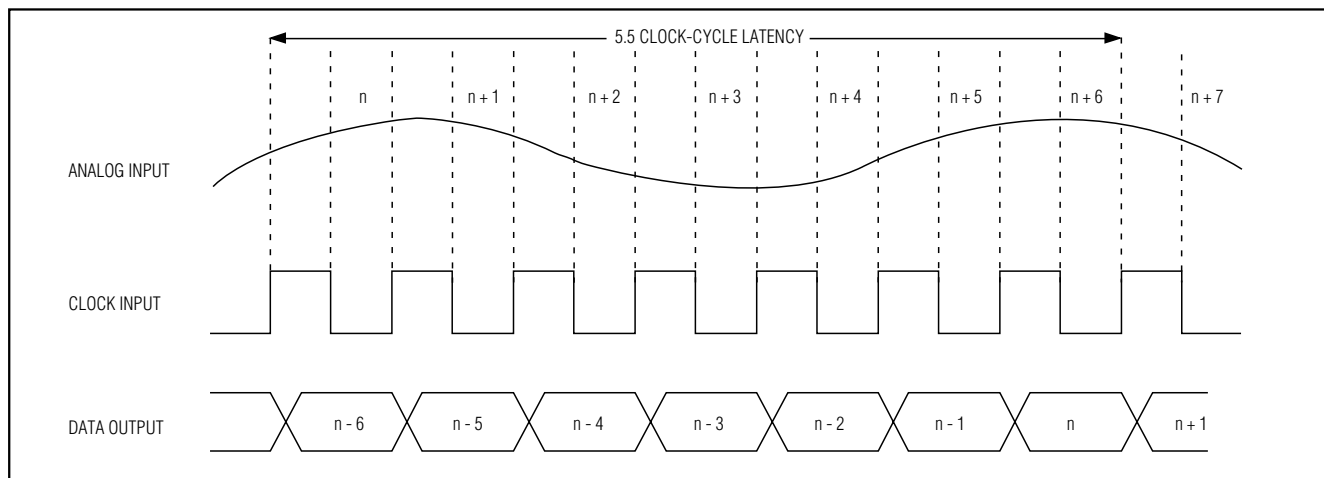 5.5 CLOCK-CYCLE LATENCY
n n + 1 n + 2 n + 3 n + 4 n + 5 n + 6 n + 7
ANALOG INPUT
CLOCK INPUT
DATA OUTPUT n - 6 n - 5 n - 4 n - 3 n - 2 n - 1 n n + 1